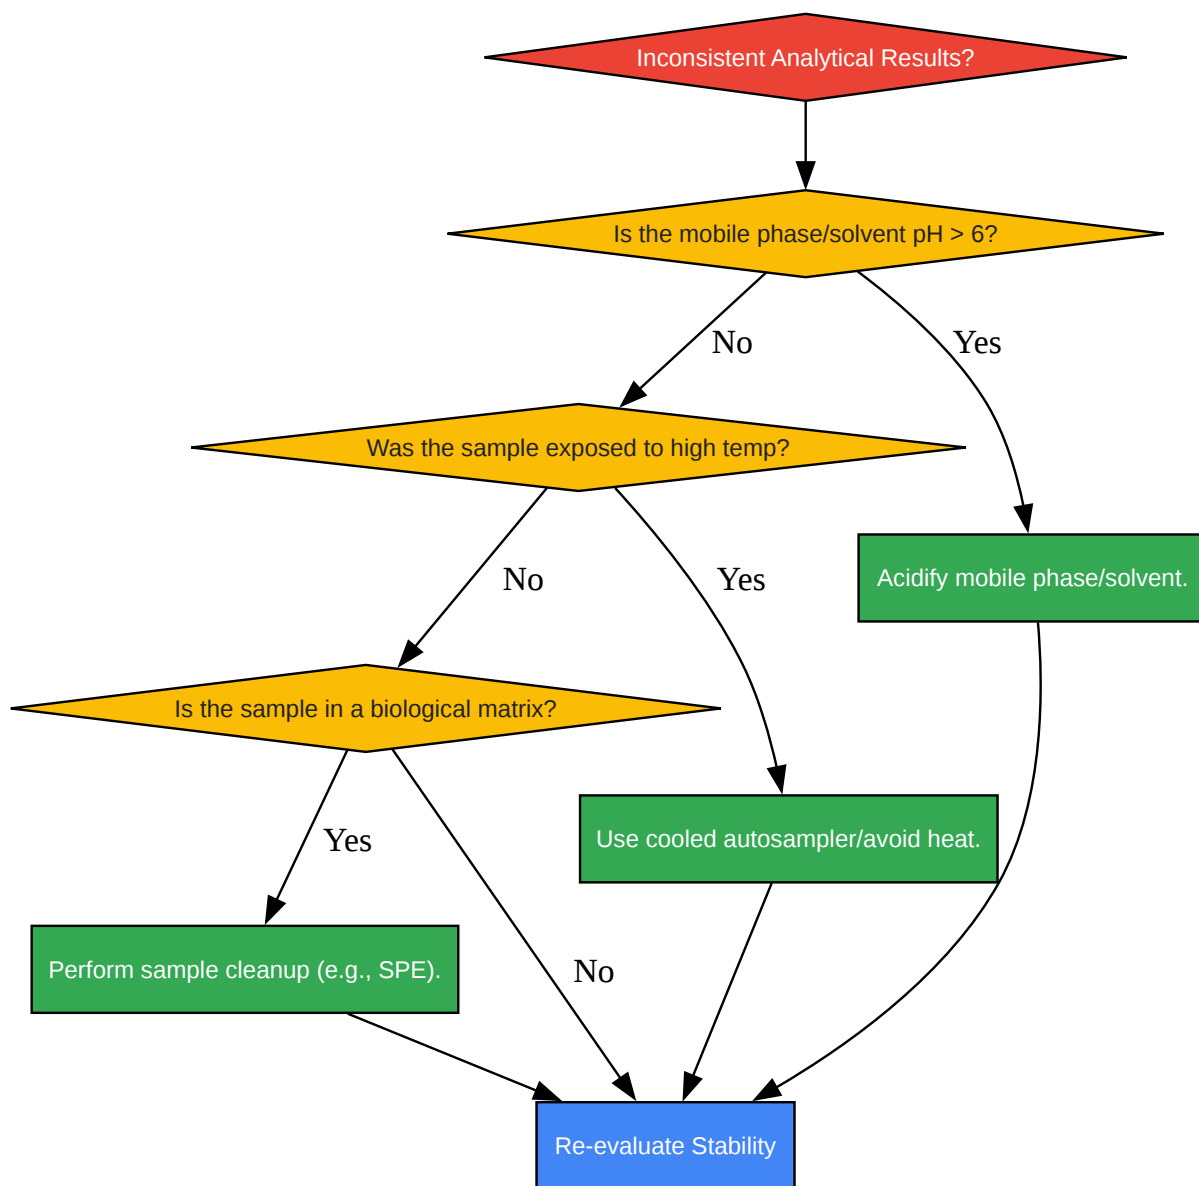 Inconsistent Analytical Results?
Is the mobile phase/solvent pH > 6?
No
Yes
Was the sample exposed to high temp?
No
Yes
Acidify mobile phase/solvent.
Is the sample in a biological matrix?
Yes
Use cooled autosampler/avoid heat.
Perform sample cleanup (e.g., SPE).
No
Re-evaluate Stability